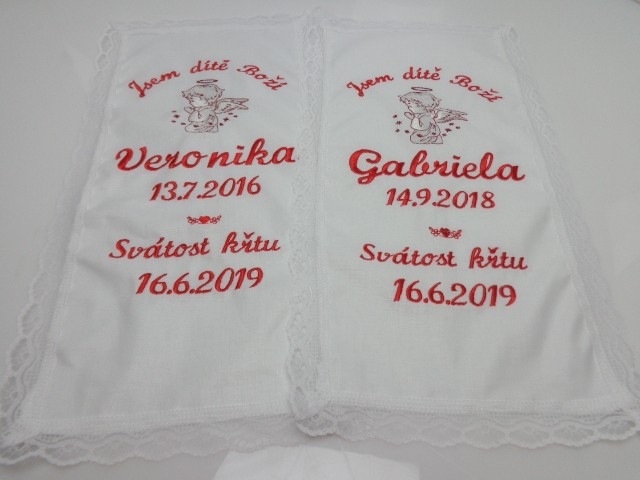 Jsem dítě Boží
Veronika
13.7.2016
Svátost křtu
16.6.2019
Jsem dítě Boží
Gabriela
14.9.2018
Svátost křtu
16.6.2019